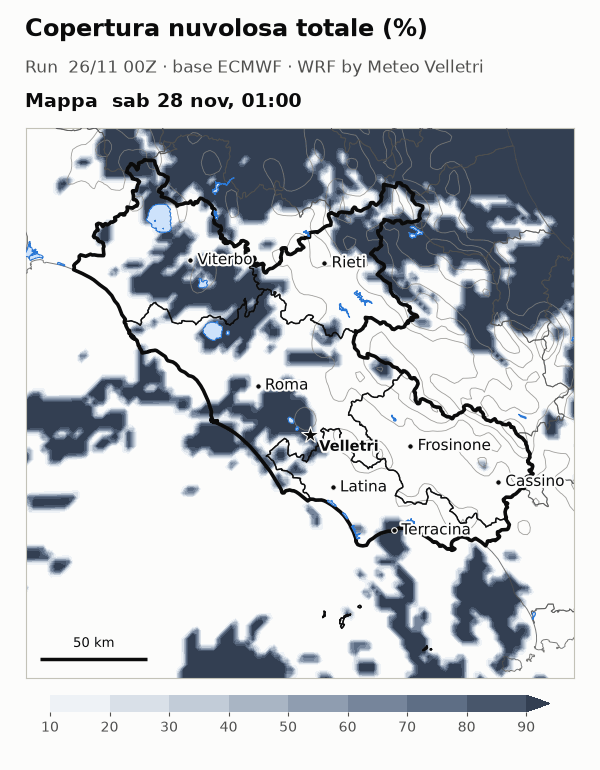 Copertura nuvolosa totale (%)
Run  26/11 00Z · base ECMWF · WRF by Meteo Velletri
Mappa  sab 28 nov, 01:00
Viterbo
Rieti
Roma
Velletri
Frosinone
Cassino
Latina
Terracina
50 km
10 20 30 40 50 60 70 80 90